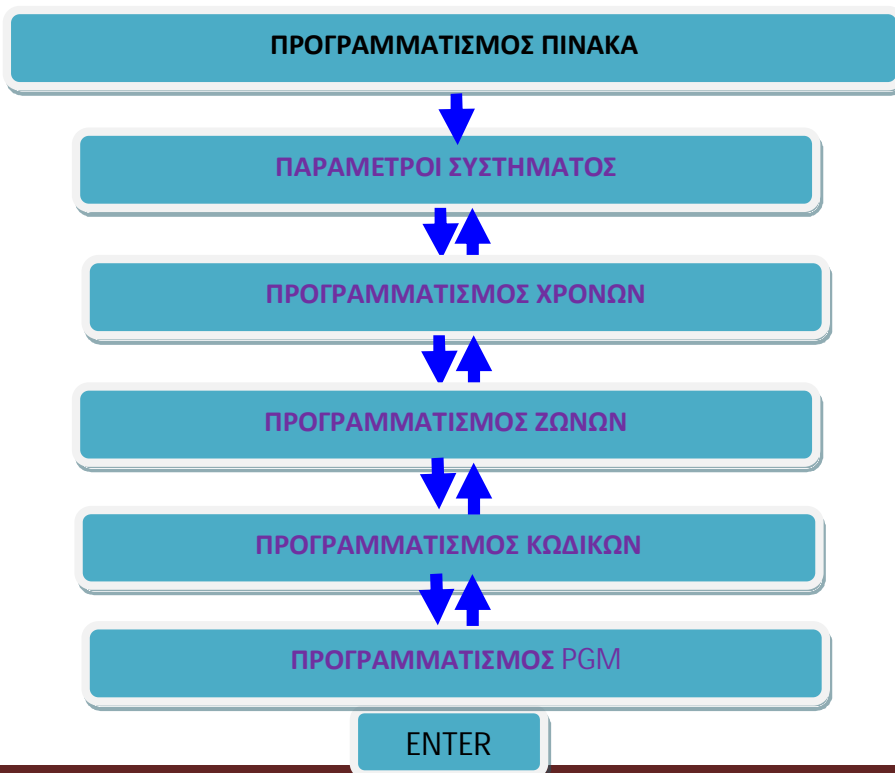 ΠΡΟΓΡΑΜΜΑΤΙΣΜΟΣ ΠΙΝΑΚΑ
ΠΑΡΑΜΕΤΡΟΙ ΣΥΣΤΗΜΑΤΟΣ
ΠΡΟΓΡΑΜΜΑΤΙΣΜΟΣ ΧΡΟΝΩΝ
ΠΡΟΓΡΑΜΜΑΤΙΣΜΟΣ ΖΩΝΩΝ
ΠΡΟΓΡΑΜΜΑΤΙΣΜΟΣ ΚΩΔΙΚΩΝ
ΠΡΟΓΡΑΜΜΑΤΙΣΜΟΣ PGM
ENTER